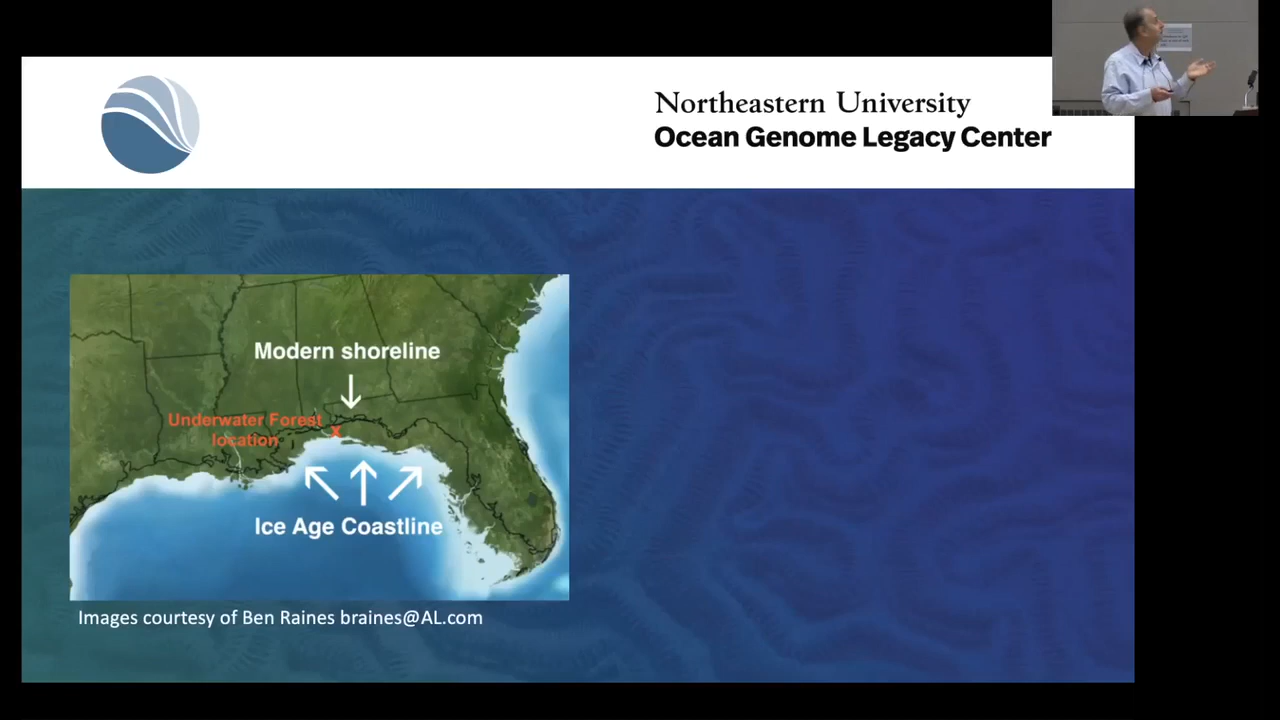 Northeastern University
Ocean Genome Legacy Center
Modern shoreline
Underwater Forest
location
x
Ice Age Coastline
Images courtesy of Ben Raines braines@AL.com